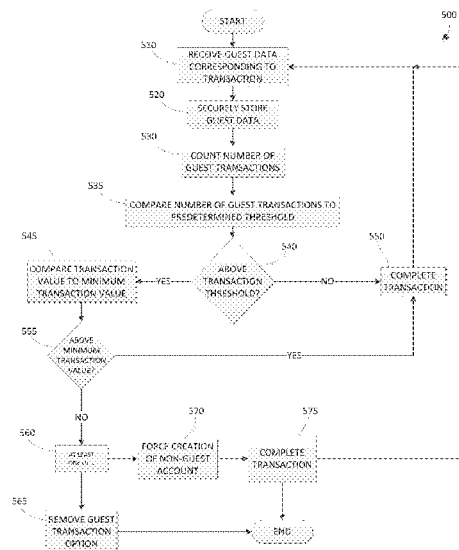 500
START
510
RECEIVE GUEST DATA
CORRESPONDING TO
TRANSACTION
520
SECURELY STORE
GUEST DATA
530
COUNT NUMBER OF
GUEST TRANSACTIONS
535
COMPARE NUMBER OF GUEST TRANSACTIONS TO
PREDETERMINED THRESHOLD
540
ABOVE
TRANSACTION
THRESHOLD?
YES
NO
545
COMPARE TRANSACTION
VALUE TO MINIMUM
TRANSACTION VALUE
550
COMPLETE
TRANSACTION
555
ABOVE
MINIMUM
TRANSACTION
VALUE?
YES
NO
560
AT LEAST
570
FORCE CREATION
OF NON-GUEST
ACCOUNT
575
COMPLETE
TRANSACTION
565
REMOVE GUEST
TRANSACTION
OPTION
END